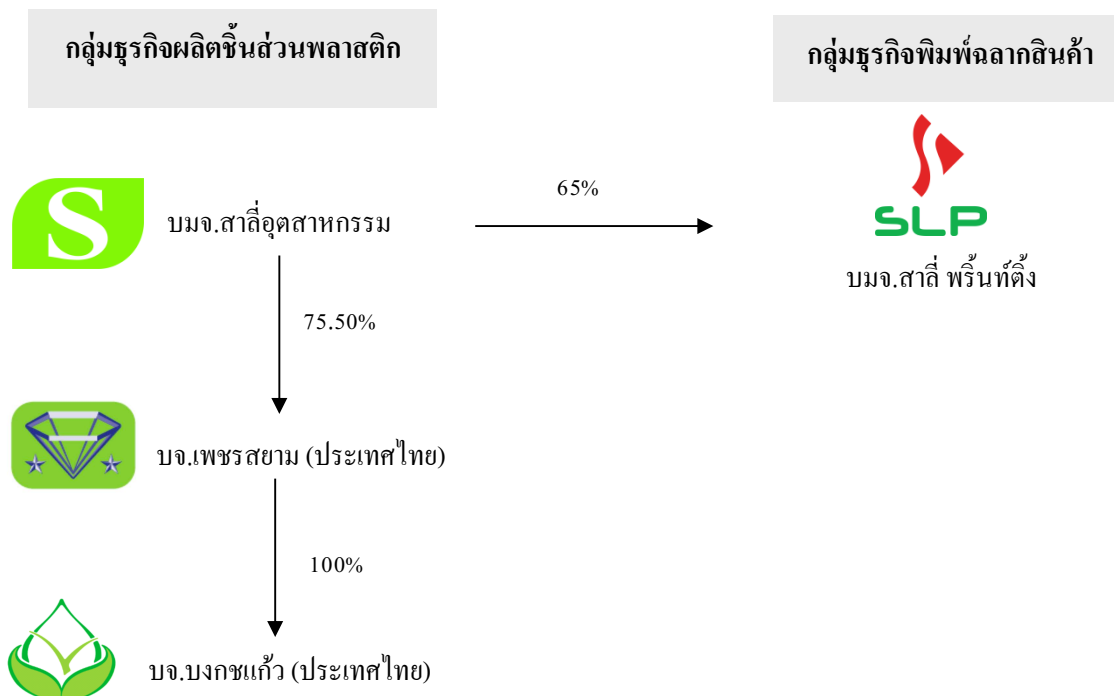 กลุ่มธุรกิจผลิตชิ้นส่วนพลาสติก
กลุ่มธุรกิจพิมพ์ฉลากสินค้า
S
บมจ.สาลี่อุตสาหกรรม
65%
SLP
บมจ.สาลี่ พริ้นท์ติ้ง
75.50%
บจ.เพชรสยาม (ประเทศไทย)
100%
บจ.บงกชแก้ว (ประเทศไทย)